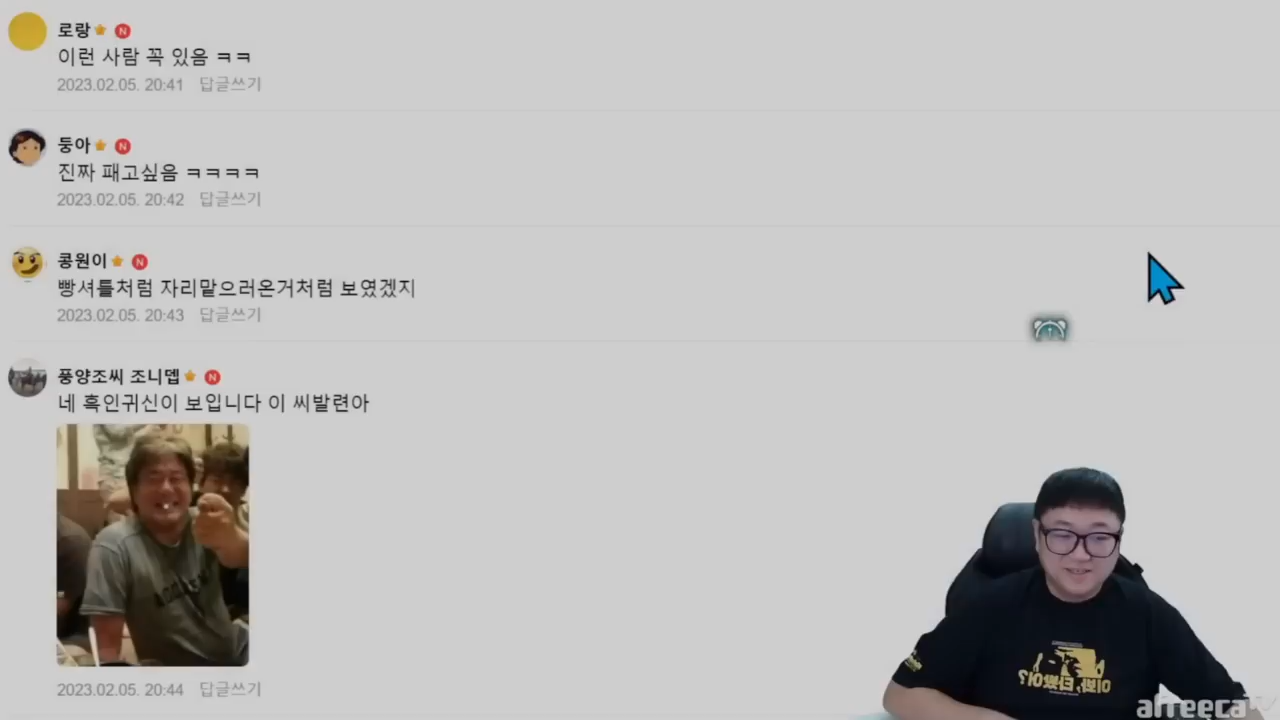 로랑
N
이런 사람 꼭 있음 ㅋㅋ
2023.02.05. 20:41 답글쓰기
둥아
N
진짜 패고싶음 ㅋㅋㅋㅋ
2023.02.05. 20:42 답글쓰기
콩원이
N
빵셔틀처럼 자리맡으러온거처럼 보였겠지
2023.02.05. 20:43 답글쓰기
풍양조씨 조니뎁
N
네 흑인귀신이 보입니다 이 씨발련아
2023.02.05. 20:44 답글쓰기
afreecaTV